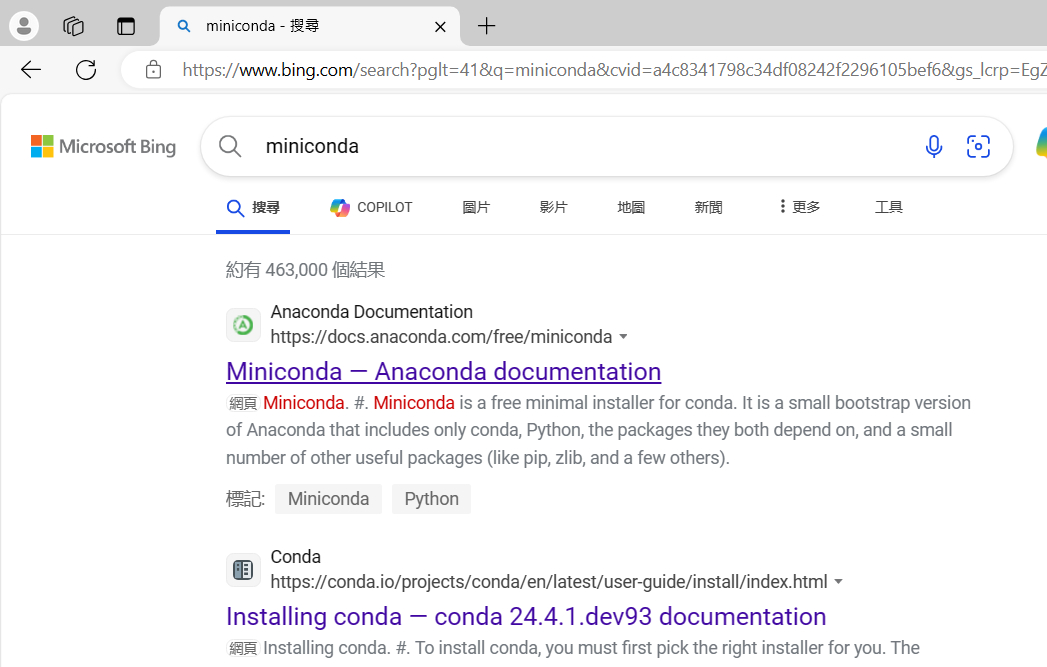 miniconda - 搜尋
https://www.bing.com/search?pglt=41&q=miniconda&cvid=a4c8341798c34df08242f2296105bef6&gs_lcrp=EgZ
Microsoft Bing
miniconda
搜尋 COPILOT 圖片 影片 地圖 新聞 更多 工具
約有 463,000 個結果
Anaconda Documentation
https://docs.anaconda.com/free/miniconda
Miniconda — Anaconda documentation
網頁 Miniconda. #. Miniconda is a free minimal installer for conda. It is a small bootstrap version
of Anaconda that includes only conda, Python, the packages they both depend on, and a small
number of other useful packages (like pip, zlib, and a few others).
標記: Miniconda Python
Conda
https://conda.io/projects/conda/en/latest/user-guide/install/index.html
Installing conda — conda 24.4.1.dev93 documentation
網頁 Installing conda. #. To install conda, you must first pick the right installer for you. The